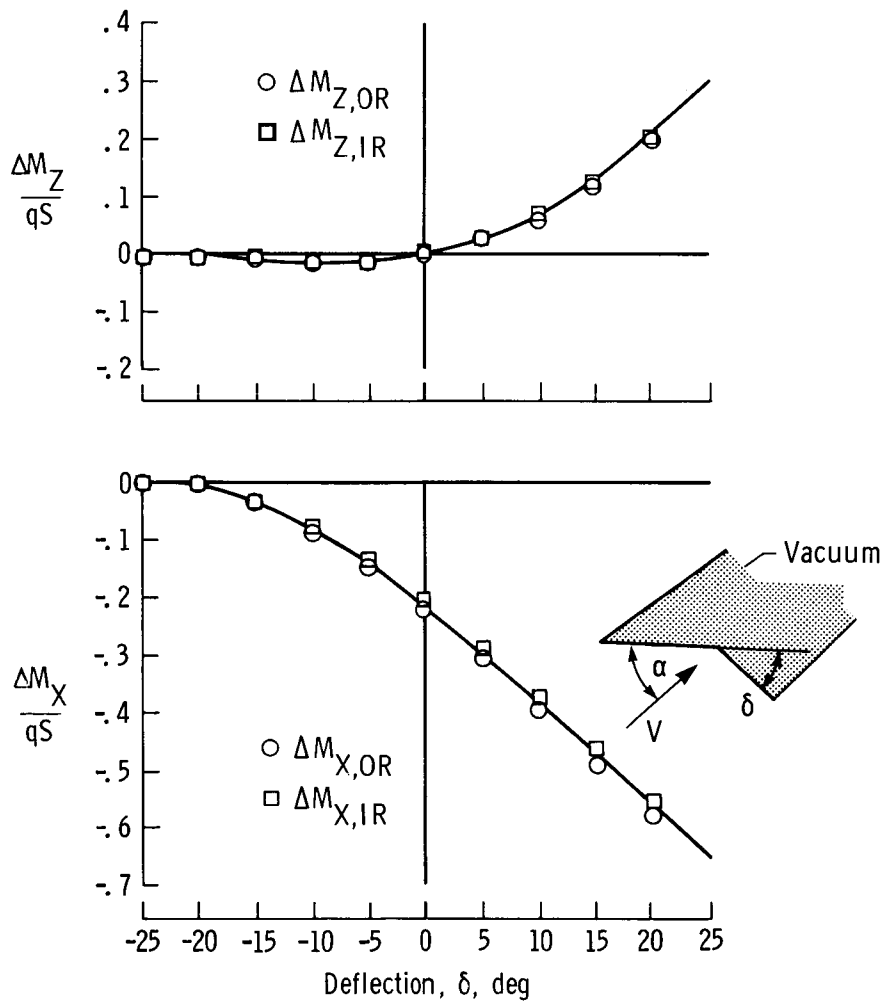 .4
.3
.2
.1
0
-.1
-.2
ΔM_Z
qS
ΔM_Z,OR
ΔM_Z,IR
0
-.1
-.2
-.3
-.4
-.5
-.6
-.7
ΔM_X
qS
ΔM_X,OR
ΔM_X,IR
Vacuum
α
V
δ
-25 -20 -15 -10 -5 0 5 10 15 20 25
Deflection, δ, deg